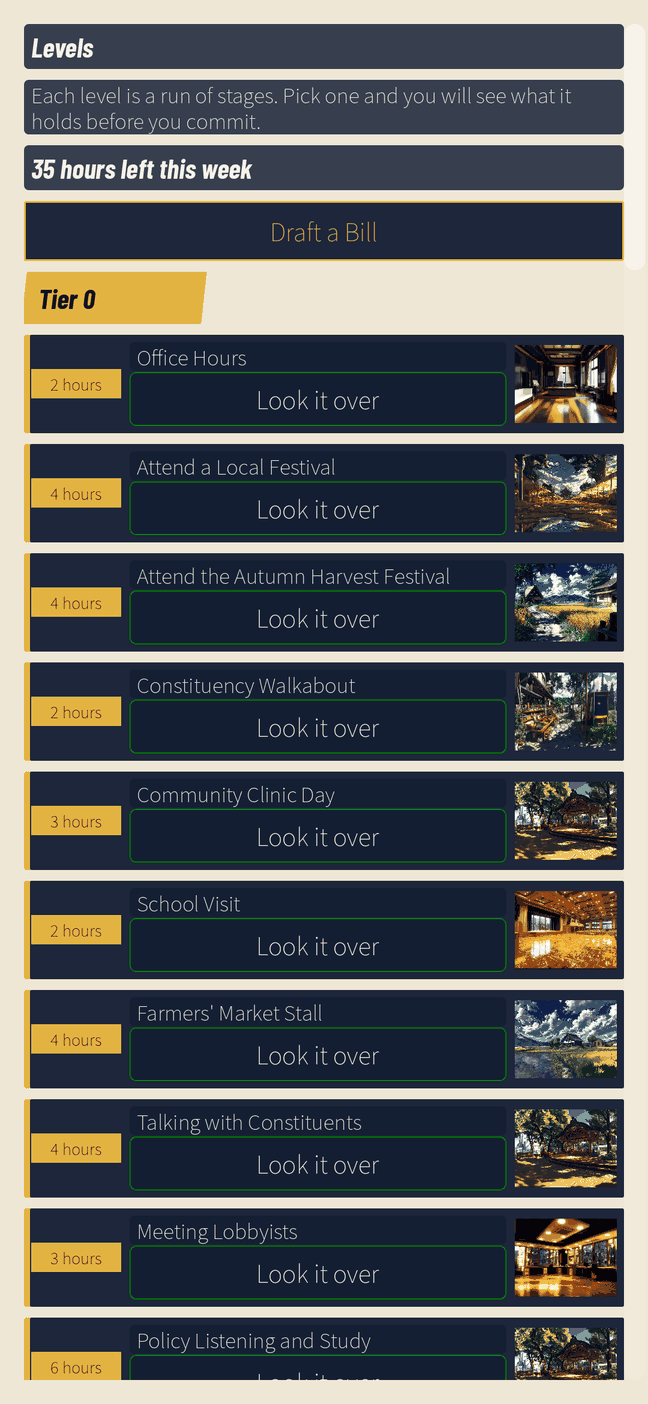 Levels
Each level is a run of stages. Pick one and you will see what it
holds before you commit.
35 hours left this week
Draft a Bill
Tier 0
Office Hours
2 hours
Look it over
Attend a Local Festival
4 hours
Look it over
Attend the Autumn Harvest Festival
4 hours
Look it over
Constituency Walkabout
2 hours
Look it over
Community Clinic Day
3 hours
Look it over
School Visit
2 hours
Look it over
Farmers' Market Stall
4 hours
Look it over
Talking with Constituents
4 hours
Look it over
Meeting Lobbyists
3 hours
Look it over
Policy Listening and Study
6 hours
Look it over